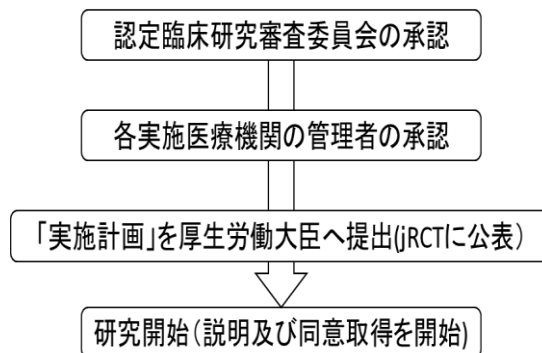 認定臨床研究審査委員会の承認
各実施医療機関の管理者の承認
「実施計画」を厚生労働大臣へ提出(jRCTに公表）
研究開始(説明及び同意取得を開始)